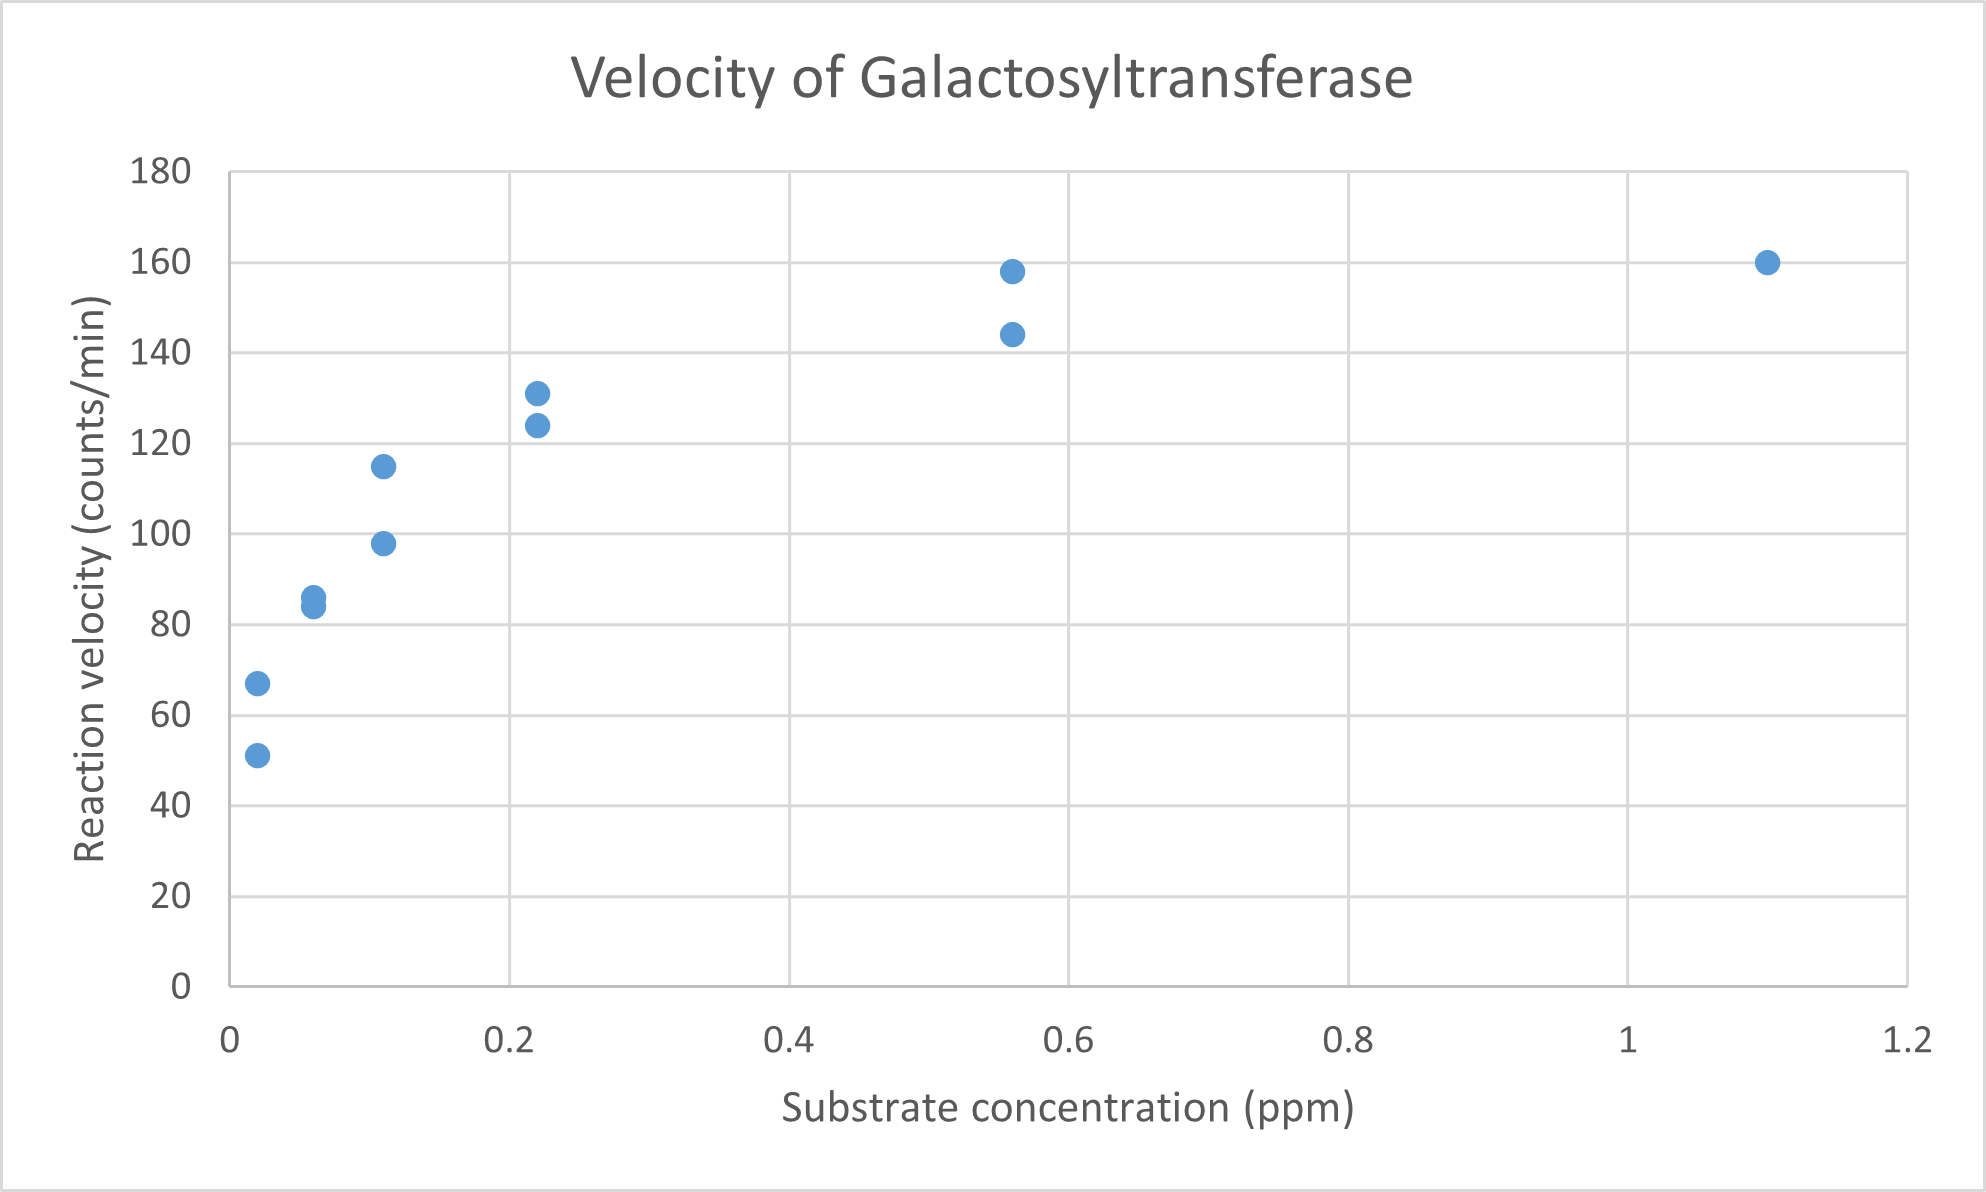 Velocity of Galactosyltransferase
Reaction velocity (counts/min)
180
160
140
120
100
80
60
40
20
0
0 0.2 0.4 0.6 0.8 1 1.2
Substrate concentration (ppm)